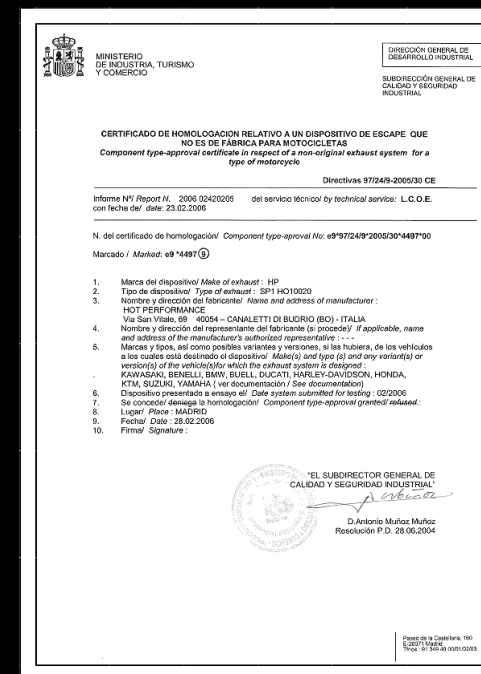 MINISTERIO
DE INDUSTRIA, TURISMO
Y COMERCIO
DIRECCIÓN GENERAL DE
DESARROLLO INDUSTRIAL
SUBDIRECCIÓN GENERAL DE
CALIDAD Y SEGURIDAD
INDUSTRIAL
CERTIFICADO DE HOMOLOGACION RELATIVO A UN DISPOSITIVO DE ESCAPE QUE
NO ES DE FÁBRICA PARA MOTOCICLETAS
Component type-approval certificate in respect of a non-original exhaust system for a
type of motorcycle
Directivas 97/24/9-2005/30 CE
Informe Nº/ Report N. 2006 02420205 del servicio técnico/ by technical service: L.C.O.E.
con fecha de/ date: 23.02.2006
N. del certificado de homologación/ Component type-aproval No: e9*97/24/9*2005/30*4497*00
Marcado / Marked: e9 *4497 9
1. Marca del dispositivo/ Make of exhaust : HP
2. Tipo de dispositivo/ Type of exhaust : SP1 HO10020
3. Nombre y dirección del fabricante/ Name and address of manufacturer :
HOT PERFORMANCE
Via San Vitale, 69 40054 – CANALETTI DI BUDRIO (BO) - ITALIA
4. Nombre y dirección del representante del fabricante (si procede)/ if applicable, name
and address of the manufacturer's authorized representative : - - -
5. Marcas y tipos, así como posibles variantes y versiones, si las hubiera, de los vehículos
a los cuales está destinado el dispositivo/ Make(s) and type (s) and any variant(s) or
version(s) of the vehicle(s)for which the exhaust system is designed :
. KAWASAKI, BENELLI, BMW, BUELL, DUCATI, HARLEY-DAVIDSON, HONDA,
KTM, SUZUKI, YAMAHA ( ver documentación / See documentation)
6. Dispositivo presentado a ensayo el/ Date system submitted for testing : 02/2006
7. Se concede/ deniega la homologación/ Component type-approval granted/ refused.:
8. Lugar/ Place : MADRID
9. Fecha/ Date : 28.02.2006
10. Firma/ Signature :
"EL SUBDIRECTOR GENERAL DE
CALIDAD Y SEGURIDAD INDUSTRIAL"
D.Antonio Muñoz Muñoz
Resolución P.D. 28.06.2004
Paseo de la Castellana, 160
E-28071 Madrid
Tfnos : 91 349 40 00/01/02/03